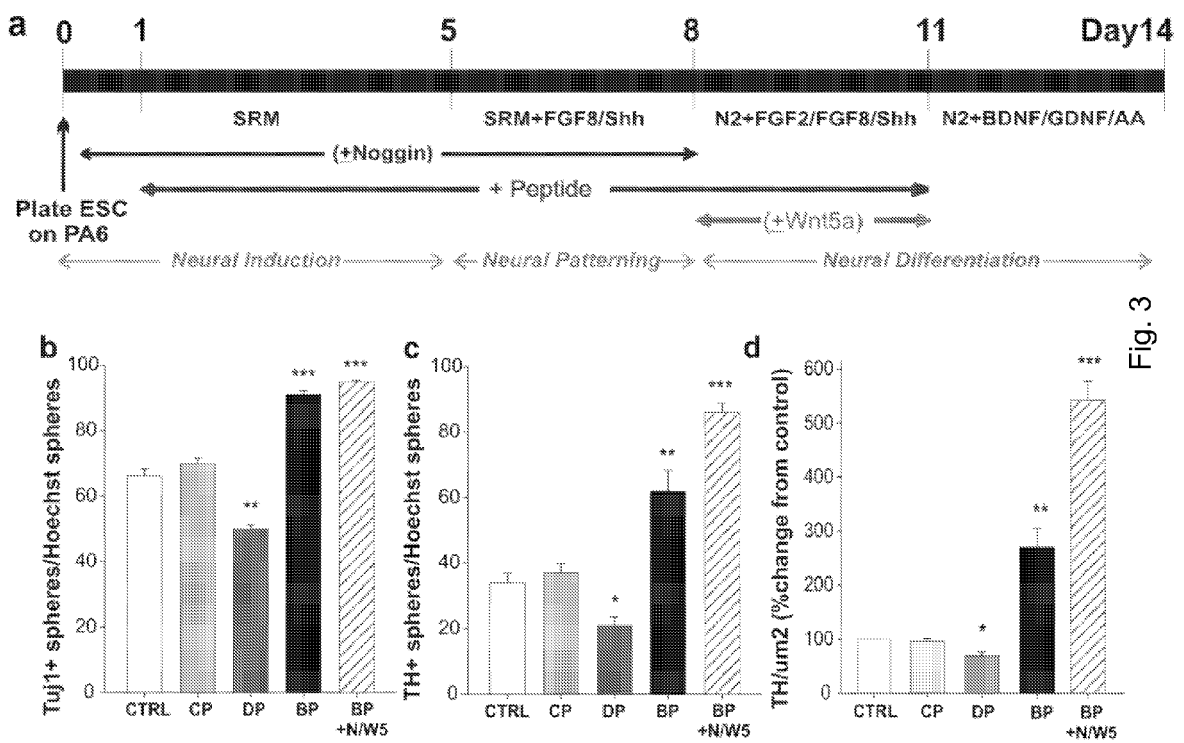 a
0 1 5 8 11 Day14
SRM SRM+FGF8/Shh N2+FGF2/FGF8/Shh N2+BDNF/GDNF/AA
(+Noggin)
+ Peptide
Plate ESC
on PA6
(+Wnt5a)
Neural Induction Neural Patterning Neural Differentiation
Fig. 3
b
Tuj1+ spheres/Hoechst spheres
100
80
60
40
20
0
**
***
***
CTRL CP DP BP BP
+N/W5
c
TH+ spheres/Hoechst spheres
100
80
60
40
20
0
*
**
***
CTRL CP DP BP BP
+N/W5
d
TH/um2 (%change from control)
600
500
400
300
200
100
0
*
**
***
CTRL CP DP BP BP
+N/W5